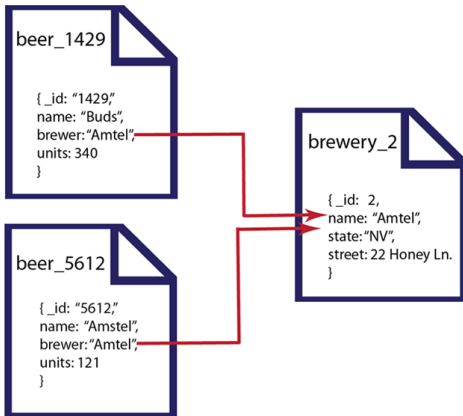 beer_1429
{ _id: “1429,”
name: “Buds”,
brewer:“Amtel”,
units: 340
}
brewery_2
{ _id: 2,
name: “Amtel”,
state:“NV”,
street: 22 Honey Ln.
}
beer_5612
{ _id: “5612,”
name: “Amstel”,
brewer:“Amtel”,
units: 121
}